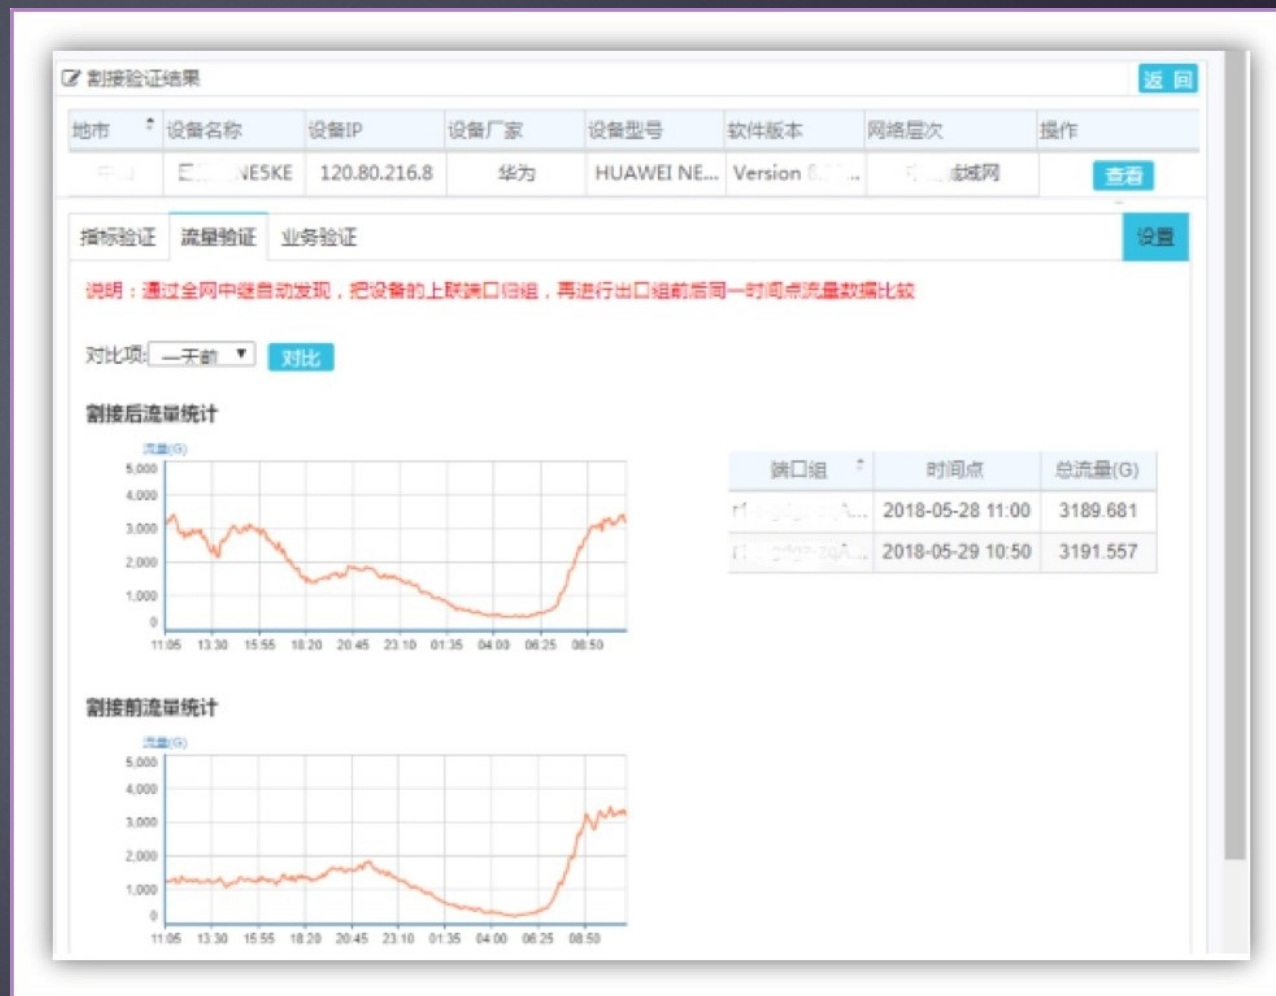 割接验证结果
返 回
地市 设备名称 设备IP 设备厂家 设备型号 软件版本 网络层次 操作
NE5KE 120.80.216.8 华为 HUAWEI NE... Version ... 城域网 查看
指标验证 流量验证 业务验证 设置
说明：通过全网中继自动发现，把设备的上联端口归组，再进行出口组前后同一时间点流量数据比较
对比项: 一天前 对比
割接后流量统计
流量(G)
5,000
4,000
3,000
2,000
1,000
0
11:05 13:30 15:55 18:20 20:45 23:10 01:35 04:00 06:25 08:50
端口组 时间点 总流量(G)
2018-05-28 11:00 3189.681
2018-05-29 10:50 3191.557
割接前流量统计
流量(G)
5,000
4,000
3,000
2,000
1,000
0
11:05 13:30 15:55 18:20 20:45 23:10 01:35 04:00 06:25 08:50